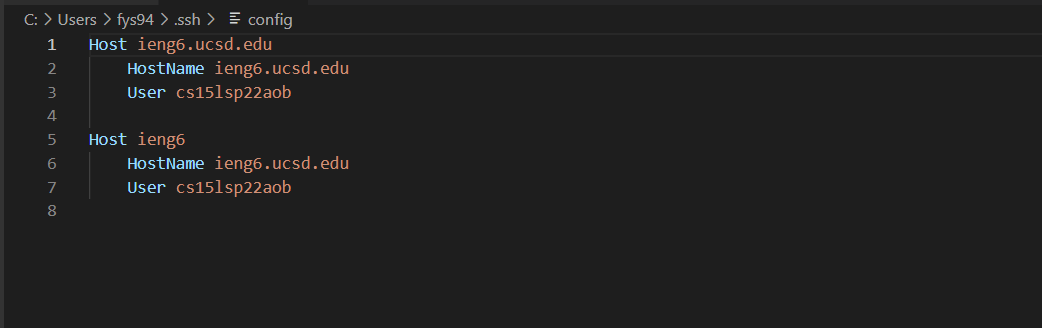 C: > Users > fys94 > .ssh > config
1 Host ieng6.ucsd.edu
2 HostName ieng6.ucsd.edu
3 User cs15lsp22aob
4
5 Host ieng6
6 HostName ieng6.ucsd.edu
7 User cs15lsp22aob
8